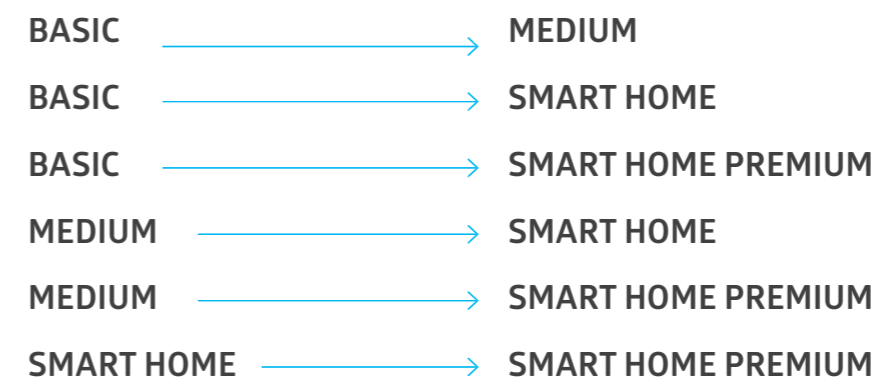 BASIC → MEDIUM
BASIC → SMART HOME
BASIC → SMART HOME PREMIUM
MEDIUM → SMART HOME
MEDIUM → SMART HOME PREMIUM
SMART HOME → SMART HOME PREMIUM